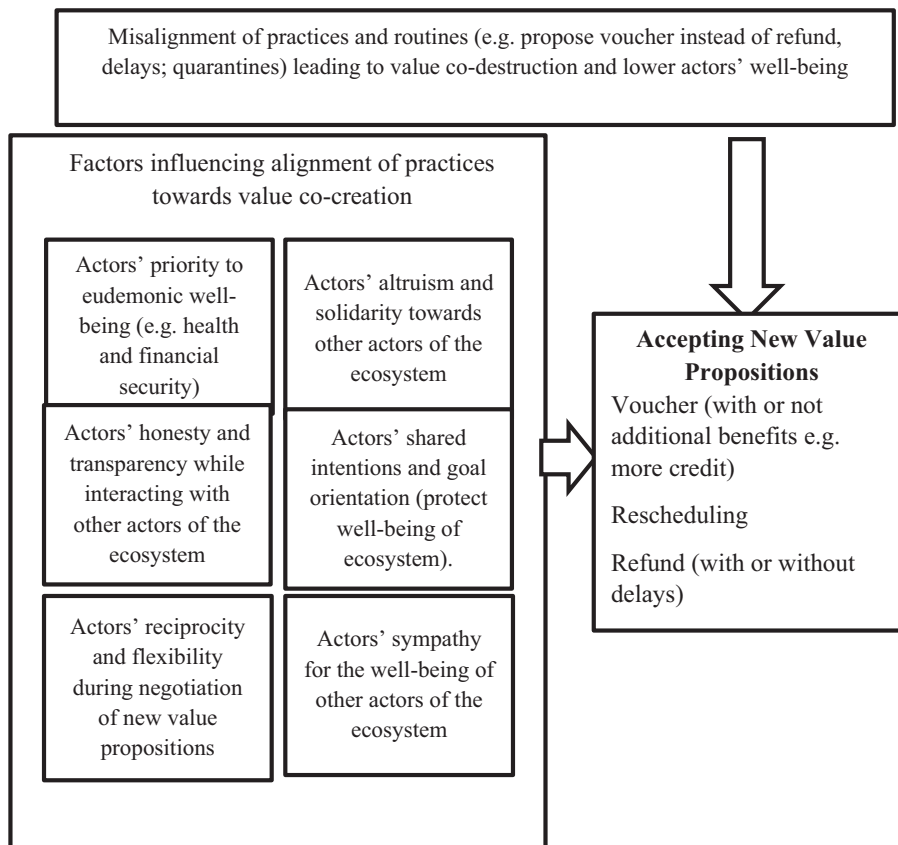 Misalignment of practices and routines (e.g. propose voucher instead of refund,
delays; quarantines) leading to value co-destruction and lower actors’ well-being
Factors influencing alignment of practices
towards value co-creation
Actors’ priority to
eudemonic well-
being (e.g. health
and financial
security)
Actors’ altruism and
solidarity towards
other actors of the
ecosystem
Actors’ honesty and
transparency while
interacting with
other actors of the
ecosystem
Actors’ shared
intentions and goal
orientation (protect
well-being of
ecosystem).
Actors’ reciprocity
and flexibility
during negotiation
of new value
propositions
Actors’ sympathy
for the well-being of
other actors of the
ecosystem
Accepting New Value
Propositions
Voucher (with or not
additional benefits e.g.
more credit)
Rescheduling
Refund (with or without
delays)